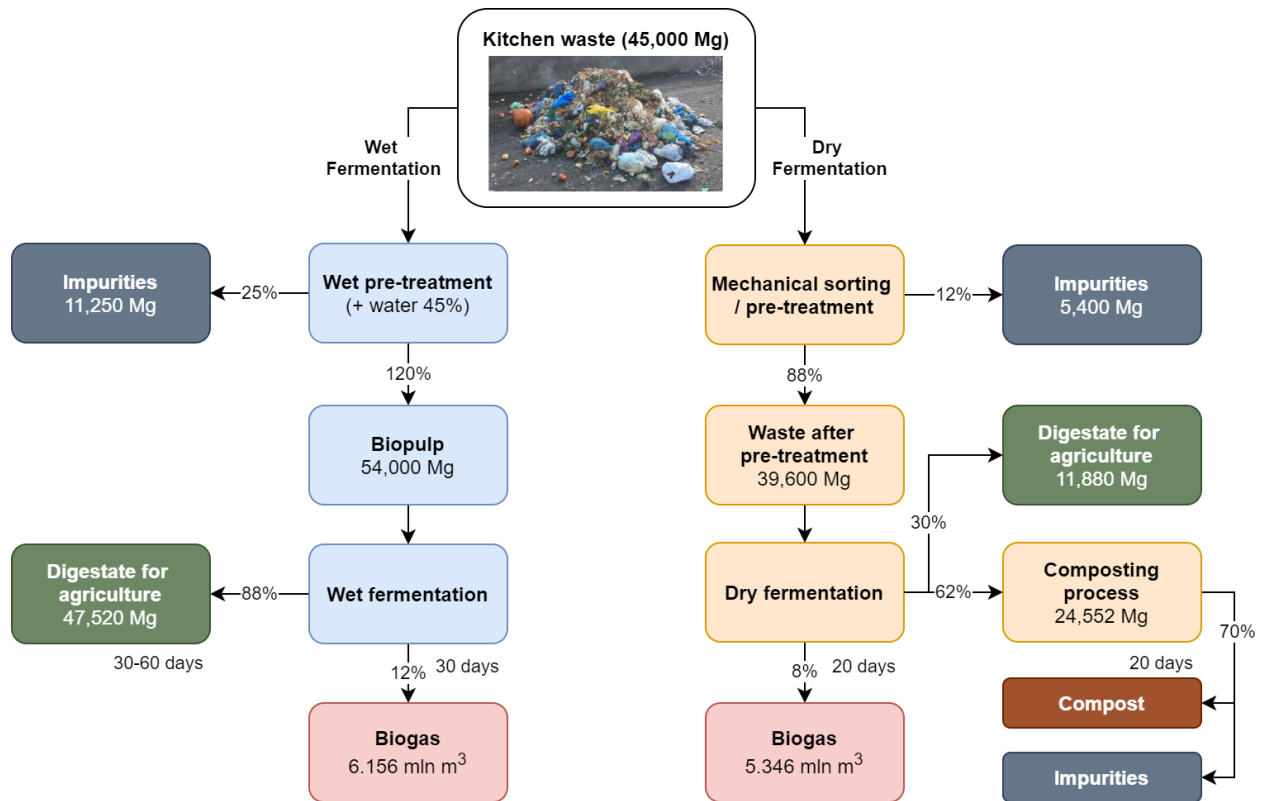 Kitchen waste (45,000 Mg)
Wet
Fermentation
Dry
Fermentation
Impurities
11,250 Mg
25%
Wet pre-treatment
(+ water 45%)
Mechanical sorting
/ pre-treatment
12%
Impurities
5,400 Mg
120%
88%
Biopulp
54,000 Mg
Waste after
pre-treatment
39,600 Mg
Digestate for
agriculture
11,880 Mg
30%
Digestate for
agriculture
47,520 Mg
88%
Wet fermentation
Dry fermentation
62%
Composting
process
24,552 Mg
70%
30-60 days
12%
30 days
8%
20 days
20 days
Compost
Biogas
6.156 mln m³
Biogas
5.346 mln m³
Impurities